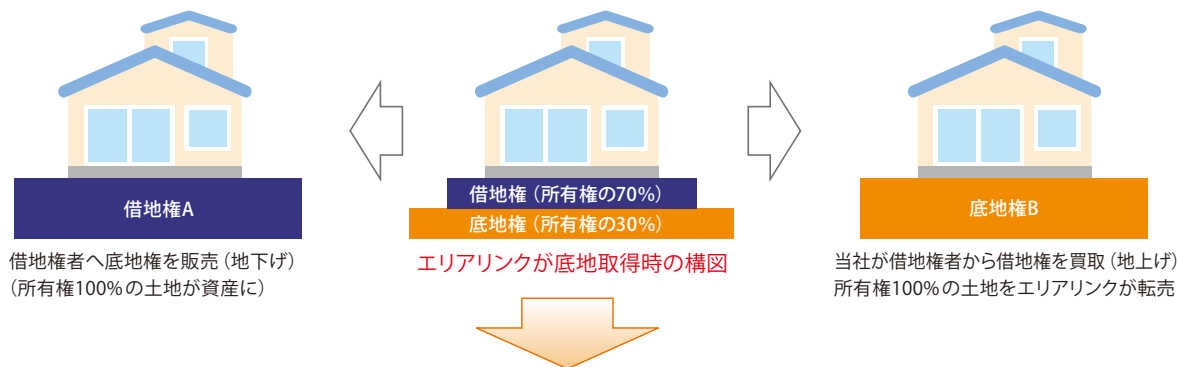 借地権A
借地権者へ底地権を販売（地下げ）
（所有権100%の土地が資産に）
借地権（所有権の70%）
底地権（所有権の30%）
エリアリンクが底地取得時の構図
底地権B
当社が借地権者から借地権を買取（地上げ）
所有権100%の土地をエリアリンクが転売